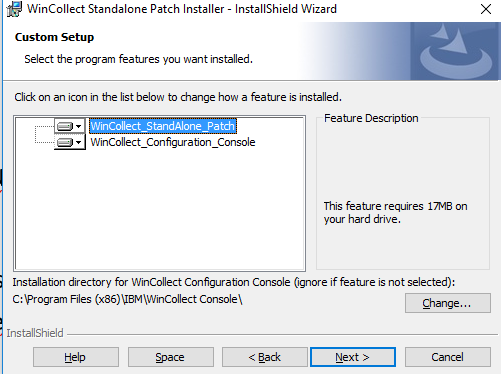 WinCollect Standalone Patch Installer - InstallShield Wizard
Custom Setup
Select the program features you want installed.
Click on an icon in the list below to change how a feature is installed.
WinCollect_StandAlone_Patch
WinCollect_Configuration_Console
Feature Description
This feature requires 17MB on
your hard drive.
Installation directory for WinCollect Configuration Console (ignore if feature is not selected):
C:\Program Files (x86)\IBM\WinCollect Console\
Change...
InstallShield
Help
Space
< Back
Next >
Cancel